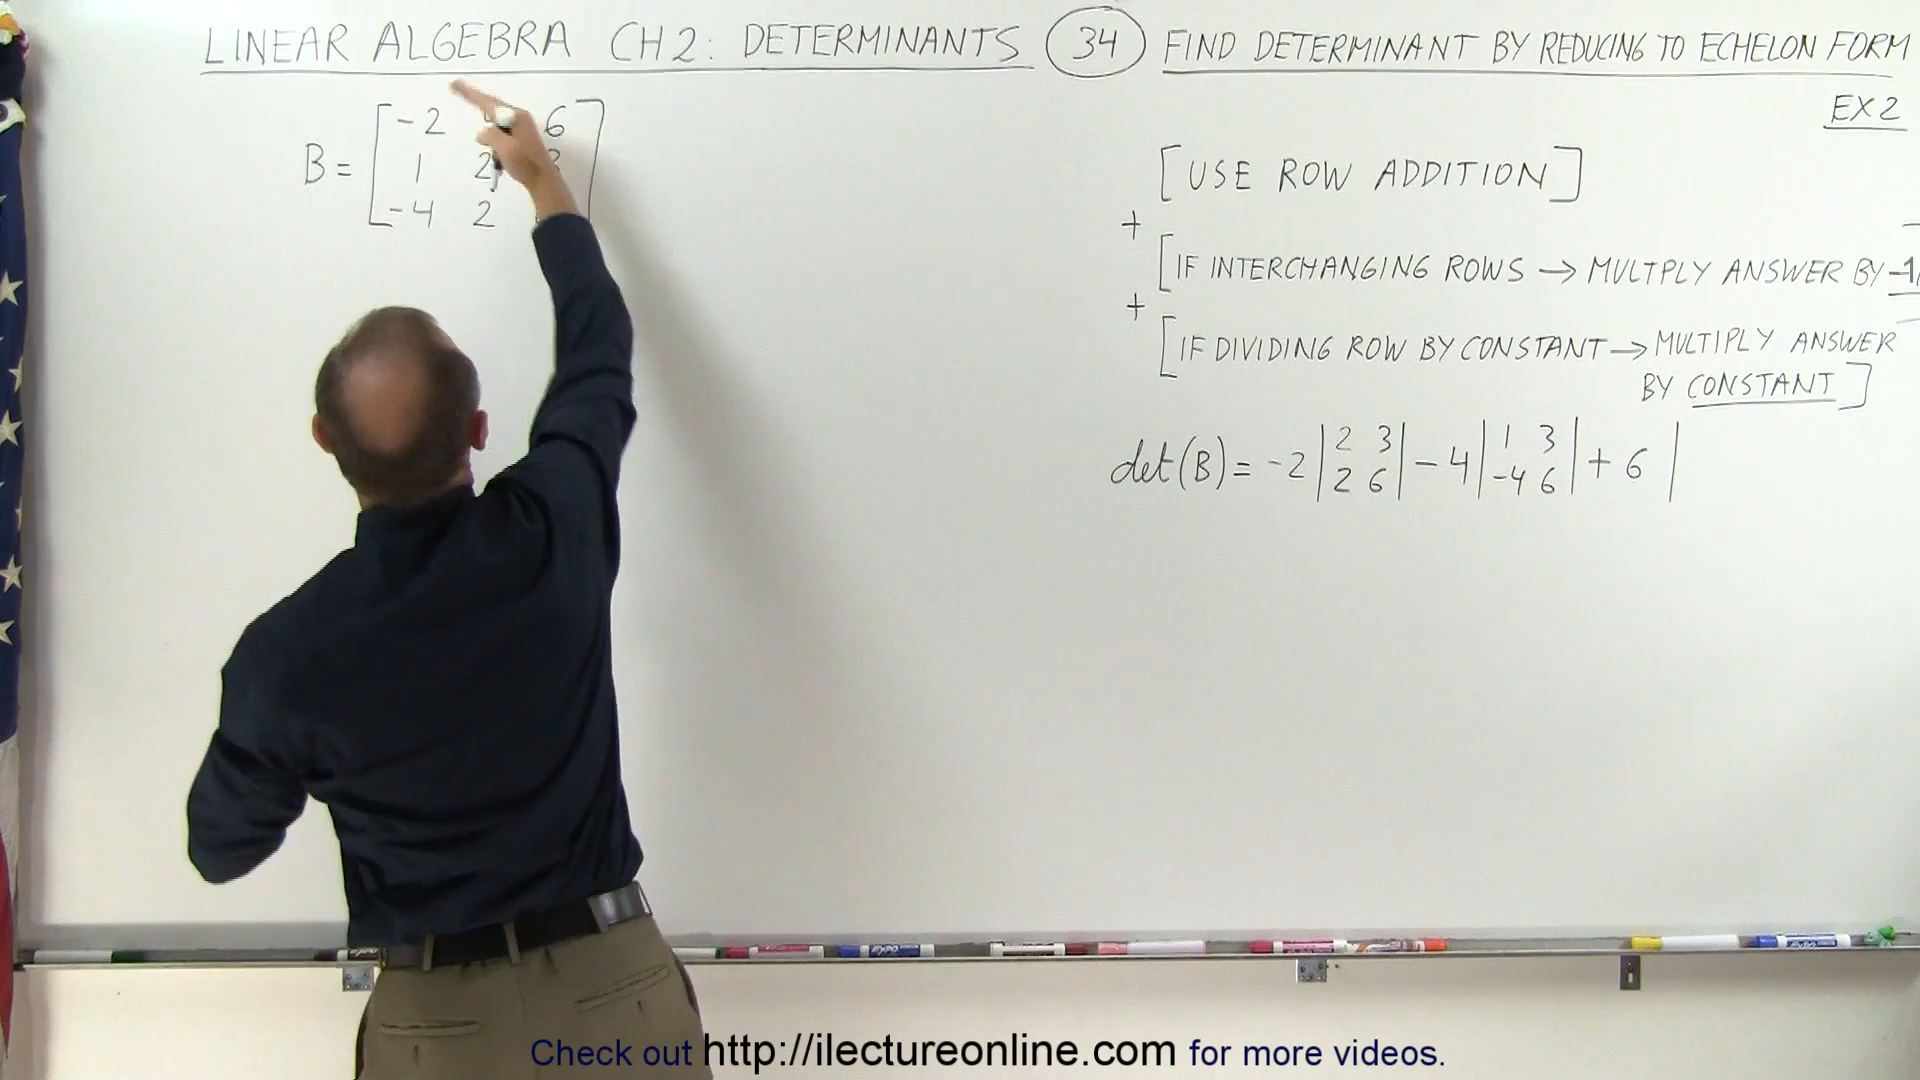 LINEAR ALGEBRA CH 2: DETERMINANTS 34 FIND DETERMINANT BY REDUCING TO ECHELON FORM
EX 2
B = [ -2 6
1 2
-4 2 ]
[USE ROW ADDITION]
+
[IF INTERCHANGING ROWS → MULTPLY ANSWER BY -1
+
[IF DIVIDING ROW BY CONSTANT → MULTIPLY ANSWER
BY CONSTANT]
det(B) = -2 | 2 3 | - 4 | 1 3 | + 6 |
2 6 -4 6
Check out http://ilectureonline.com for more videos.